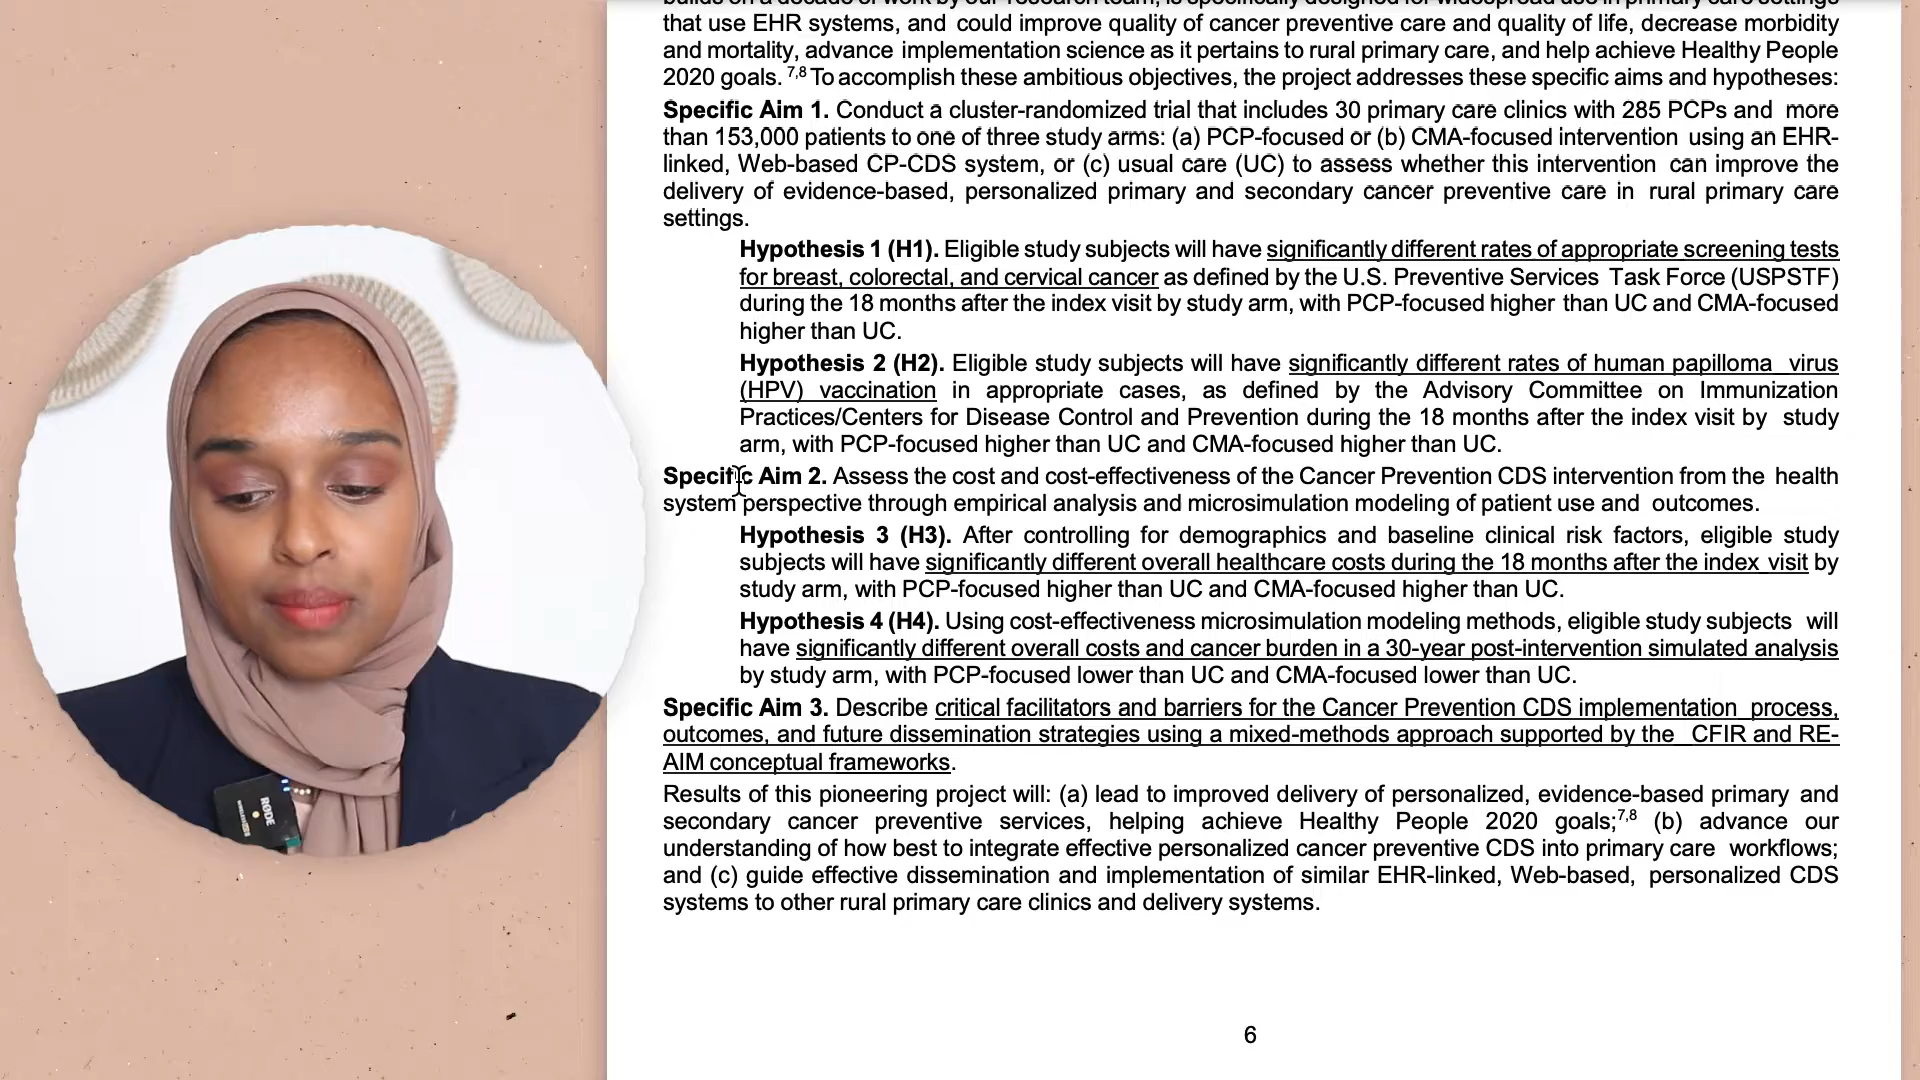 that use EHR systems, and could improve quality of cancer preventive care and quality of life, decrease morbidity
and mortality, advance implementation science as it pertains to rural primary care, and help achieve Healthy People
2020 goals. 7,8 To accomplish these ambitious objectives, the project addresses these specific aims and hypotheses:
Specific Aim 1. Conduct a cluster-randomized trial that includes 30 primary care clinics with 285 PCPs and more
than 153,000 patients to one of three study arms: (a) PCP-focused or (b) CMA-focused intervention using an EHR-
linked, Web-based CP-CDS system, or (c) usual care (UC) to assess whether this intervention can improve the
delivery of evidence-based, personalized primary and secondary cancer preventive care in rural primary care
settings.
Hypothesis 1 (H1). Eligible study subjects will have significantly different rates of appropriate screening tests
for breast, colorectal, and cervical cancer as defined by the U.S. Preventive Services Task Force (USPSTF)
during the 18 months after the index visit by study arm, with PCP-focused higher than UC and CMA-focused
higher than UC.
Hypothesis 2 (H2). Eligible study subjects will have significantly different rates of human papilloma virus
(HPV) vaccination in appropriate cases, as defined by the Advisory Committee on Immunization
Practices/Centers for Disease Control and Prevention during the 18 months after the index visit by study
arm, with PCP-focused higher than UC and CMA-focused higher than UC.
Specific Aim 2. Assess the cost and cost-effectiveness of the Cancer Prevention CDS intervention from the health
system perspective through empirical analysis and microsimulation modeling of patient use and outcomes.
Hypothesis 3 (H3). After controlling for demographics and baseline clinical risk factors, eligible study
subjects will have significantly different overall healthcare costs during the 18 months after the index visit by
study arm, with PCP-focused higher than UC and CMA-focused higher than UC.
Hypothesis 4 (H4). Using cost-effectiveness microsimulation modeling methods, eligible study subjects will
have significantly different overall costs and cancer burden in a 30-year post-intervention simulated analysis
by study arm, with PCP-focused lower than UC and CMA-focused lower than UC.
Specific Aim 3. Describe critical facilitators and barriers for the Cancer Prevention CDS implementation process,
outcomes, and future dissemination strategies using a mixed-methods approach supported by the CFIR and RE-
AIM conceptual frameworks.
Results of this pioneering project will: (a) lead to improved delivery of personalized, evidence-based primary and
secondary cancer preventive services, helping achieve Healthy People 2020 goals;7,8 (b) advance our
understanding of how best to integrate effective personalized cancer preventive CDS into primary care workflows;
and (c) guide effective dissemination and implementation of similar EHR-linked, Web-based, personalized CDS
systems to other rural primary care clinics and delivery systems.
6
RODE